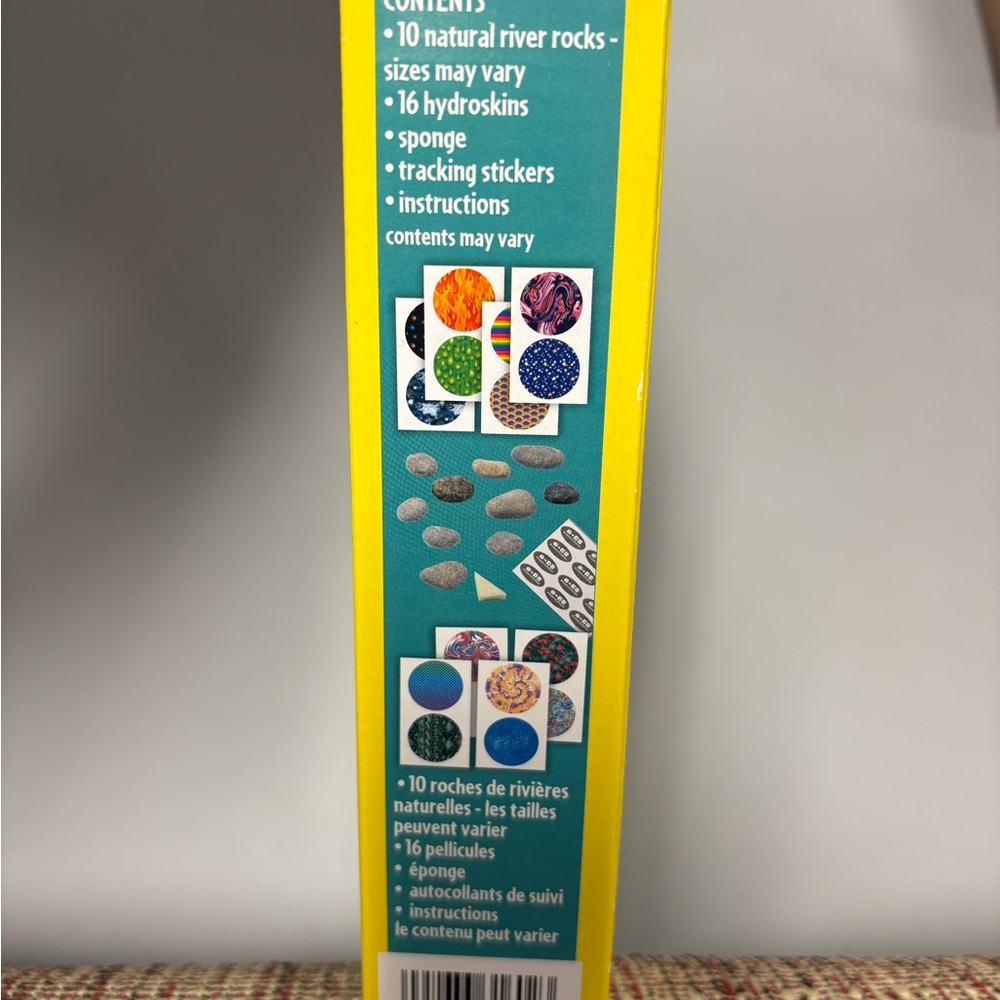 CONTENTS
• 10 natural river rocks -
sizes may vary
• 16 hydroskins
• sponge
• tracking stickers
• instructions
contents may vary
• 10 roches de rivières
naturelles - les tailles
peuvent varier
• 16 pellicules
• éponge
• autocollants de suivi
• instructions
le contenu peut varier